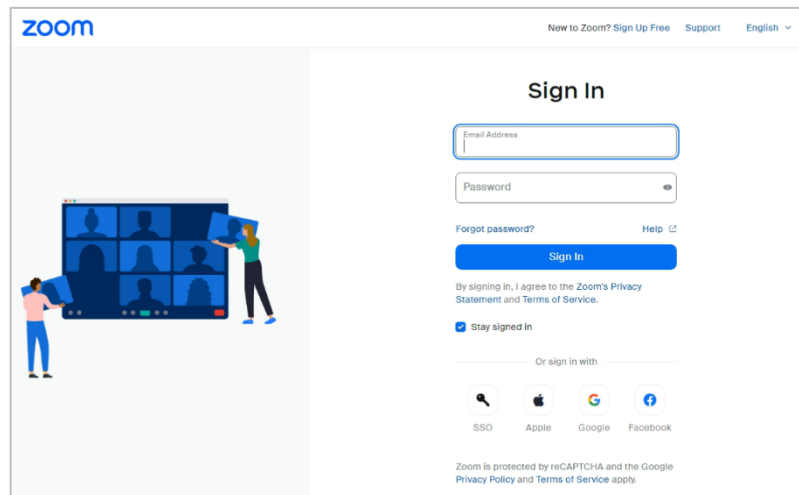 zoom
New to Zoom? Sign Up Free Support English
Sign In
Email Address
Password
Forgot password? Help
Sign In
By signing in, I agree to the Zoom's Privacy
Statement and Terms of Service.
Stay signed in
Or sign in with
SSO Apple Google Facebook
Zoom is protected by reCAPTCHA and the Google
Privacy Policy and Terms of Service apply.